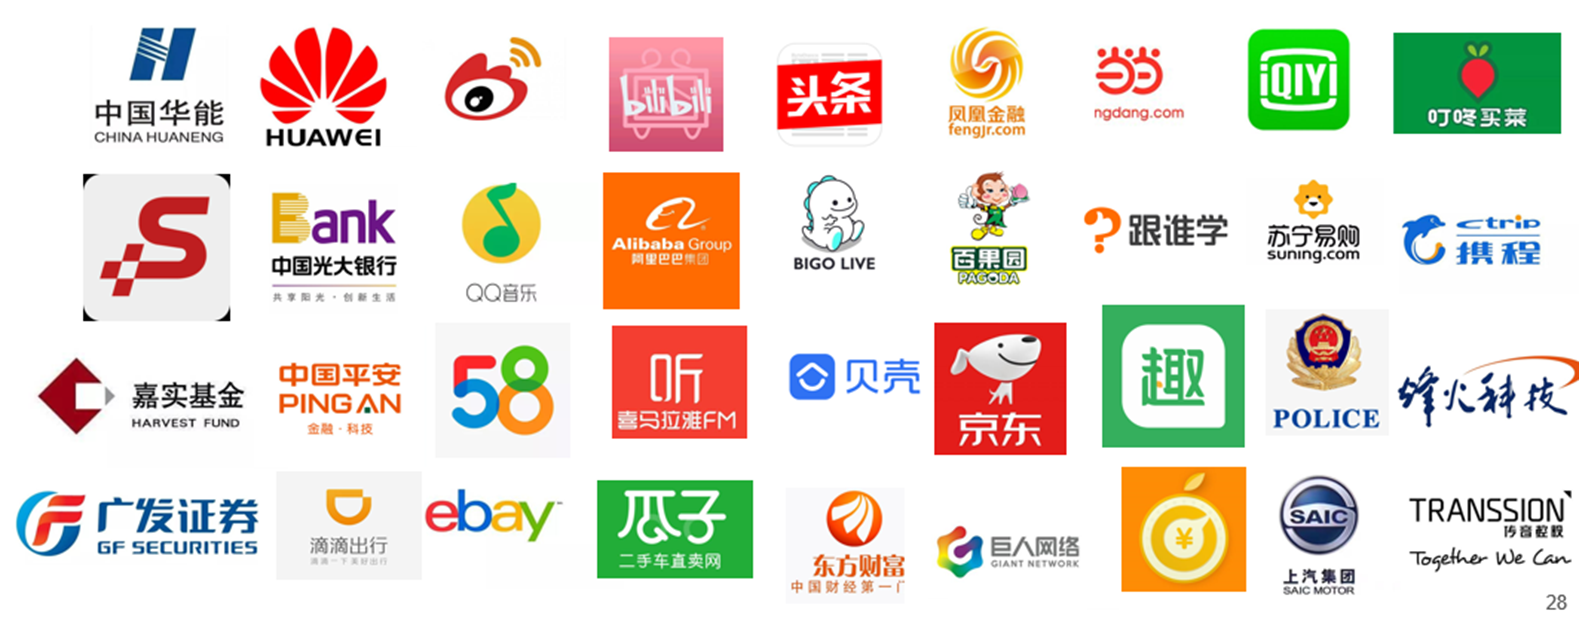 中国华能
CHINA HUANENG
HUAWEI
bilibili
头条
凤凰金融
fengjr.com
当当
ngdang.com
iQIYI
叮咚买菜
S
Bank
中国光大银行
共享阳光·创新生活
QQ音乐
Alibaba Group
阿里巴巴集团
BIGO LIVE
百果园
PAGODA
跟谁学
苏宁易购
suning.com
Ctrip
携程
嘉实基金
HARVEST FUND
中国平安
PING AN
金融·科技
58
听
喜马拉雅FM
贝壳
京东
趣
POLICE
烽火科技
广发证券
GF SECURITIES
滴滴出行
滴滴一下 美好出行
ebay™
瓜子
二手车直卖网
东方财富
中国财经第一门
巨人网络
GIANT NETWORK
¥
SAIC
上汽集团
SAIC MOTOR
TRANSSION
传音控股
Together We Can
28